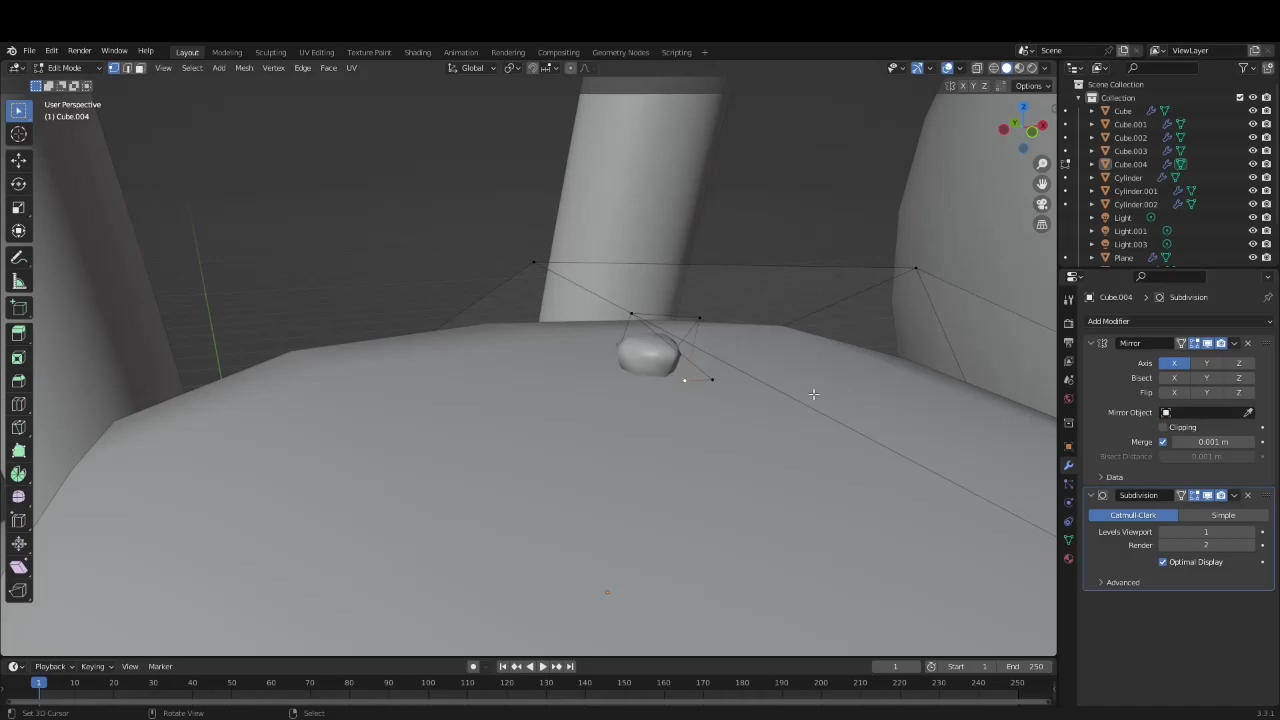 File Edit Render Window Help Layout Modeling Sculpting UV Editing Texture Paint Shading Animation Rendering Compositing Geometry Nodes Scripting + Scene ViewLayer
Edit Mode View Select Add Mesh Vertex Edge Face UV Global
X Y Z Options
User Perspective
(1) Cube.004
Z
Y
X
Scene Collection
Collection
Cube
Cube.001
Cube.002
Cube.003
Cube.004
Cylinder
Cylinder.001
Cylinder.002
Light
Light.001
Light.003
Plane
Cube.004 Subdivision
Add Modifier
Mirror
Axis X Y Z
Bisect X Y Z
Flip X Y Z
Mirror Object
Clipping
Merge 0.001 m
Bisect Distance 0.001 m
Data
Subdivision
Catmull-Clark Simple
Levels Viewport 1
Render 2
Optimal Display
Advanced
Playback Keying View Marker 1 Start 1 End 250
1 10 20 30 40 50 60 70 80 90 100 110 120 130 140 150 160 170 180 190 200 210 220 230 240 250
Set 3D Cursor Rotate View Select 3.3.1